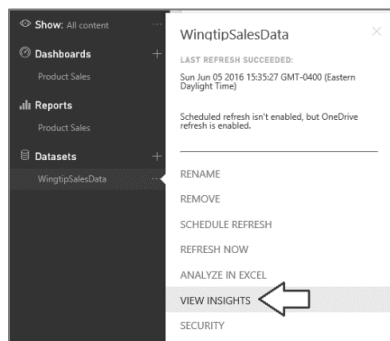 Show: All content
Dashboards
Product Sales
Reports
Product Sales
Datasets
WingtipSalesData
WingtipSalesData
LAST REFRESH SUCCEEDED:
Sun Jun 05 2016 15:35:27 GMT-0400 (Eastern
Daylight Time)
Scheduled refresh isn't enabled, but OneDrive
refresh is enabled.
RENAME
REMOVE
SCHEDULE REFRESH
REFRESH NOW
ANALYZE IN EXCEL
VIEW INSIGHTS
SECURITY